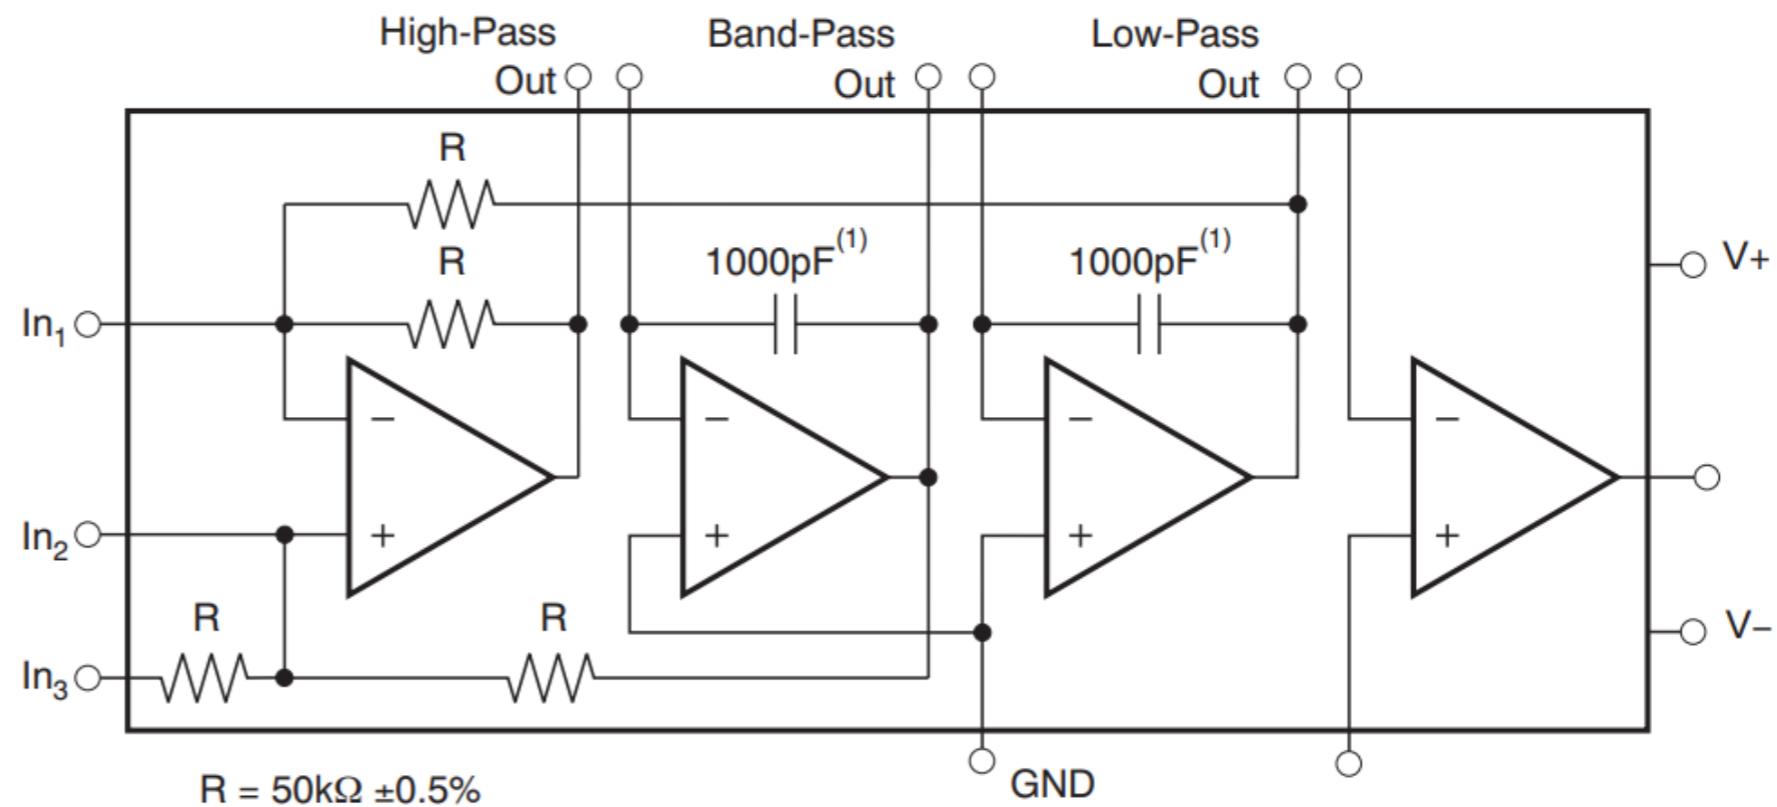 High-Pass
Out
Band-Pass
Out
Low-Pass
Out
R
R
1000pF(1)
1000pF(1)
V+
In1
−
−
−
−
In2
+
+
+
+
R
R
V−
In3
GND
R = 50kΩ ±0.5%